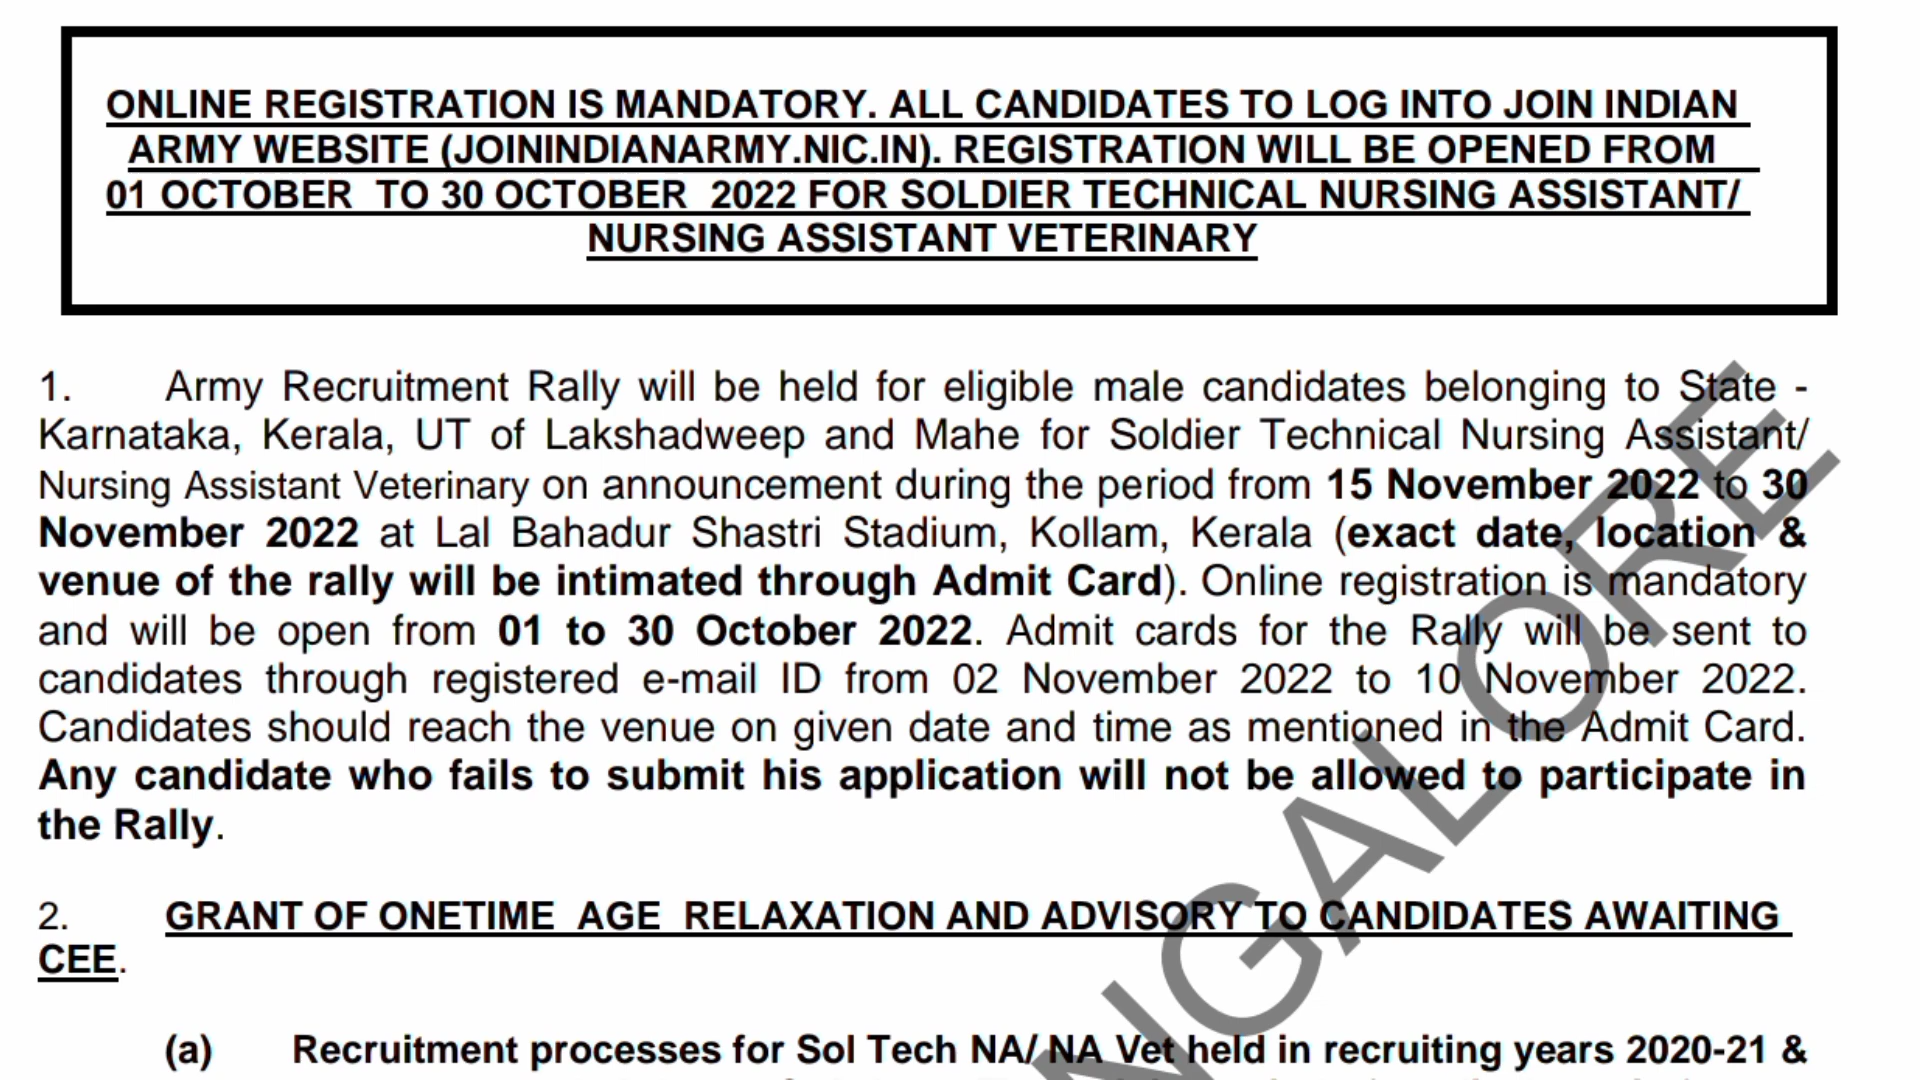 ONLINE REGISTRATION IS MANDATORY. ALL CANDIDATES TO LOG INTO JOIN INDIAN
ARMY WEBSITE (JOININDIANARMY.NIC.IN). REGISTRATION WILL BE OPENED FROM
01 OCTOBER TO 30 OCTOBER 2022 FOR SOLDIER TECHNICAL NURSING ASSISTANT/
NURSING ASSISTANT VETERINARY
1. Army Recruitment Rally will be held for eligible male candidates belonging to State -
Karnataka, Kerala, UT of Lakshadweep and Mahe for Soldier Technical Nursing Assistant/
Nursing Assistant Veterinary on announcement during the period from 15 November 2022 to 30
November 2022 at Lal Bahadur Shastri Stadium, Kollam, Kerala (exact date, location &
venue of the rally will be intimated through Admit Card). Online registration is mandatory
and will be open from 01 to 30 October 2022. Admit cards for the Rally will be sent to
candidates through registered e-mail ID from 02 November 2022 to 10 November 2022.
Candidates should reach the venue on given date and time as mentioned in the Admit Card.
Any candidate who fails to submit his application will not be allowed to participate in
the Rally.
2. GRANT OF ONETIME AGE RELAXATION AND ADVISORY TO CANDIDATES AWAITING
CEE.
(a) Recruitment processes for Sol Tech NA/ NA Vet held in recruiting years 2020-21 &
NGALORE